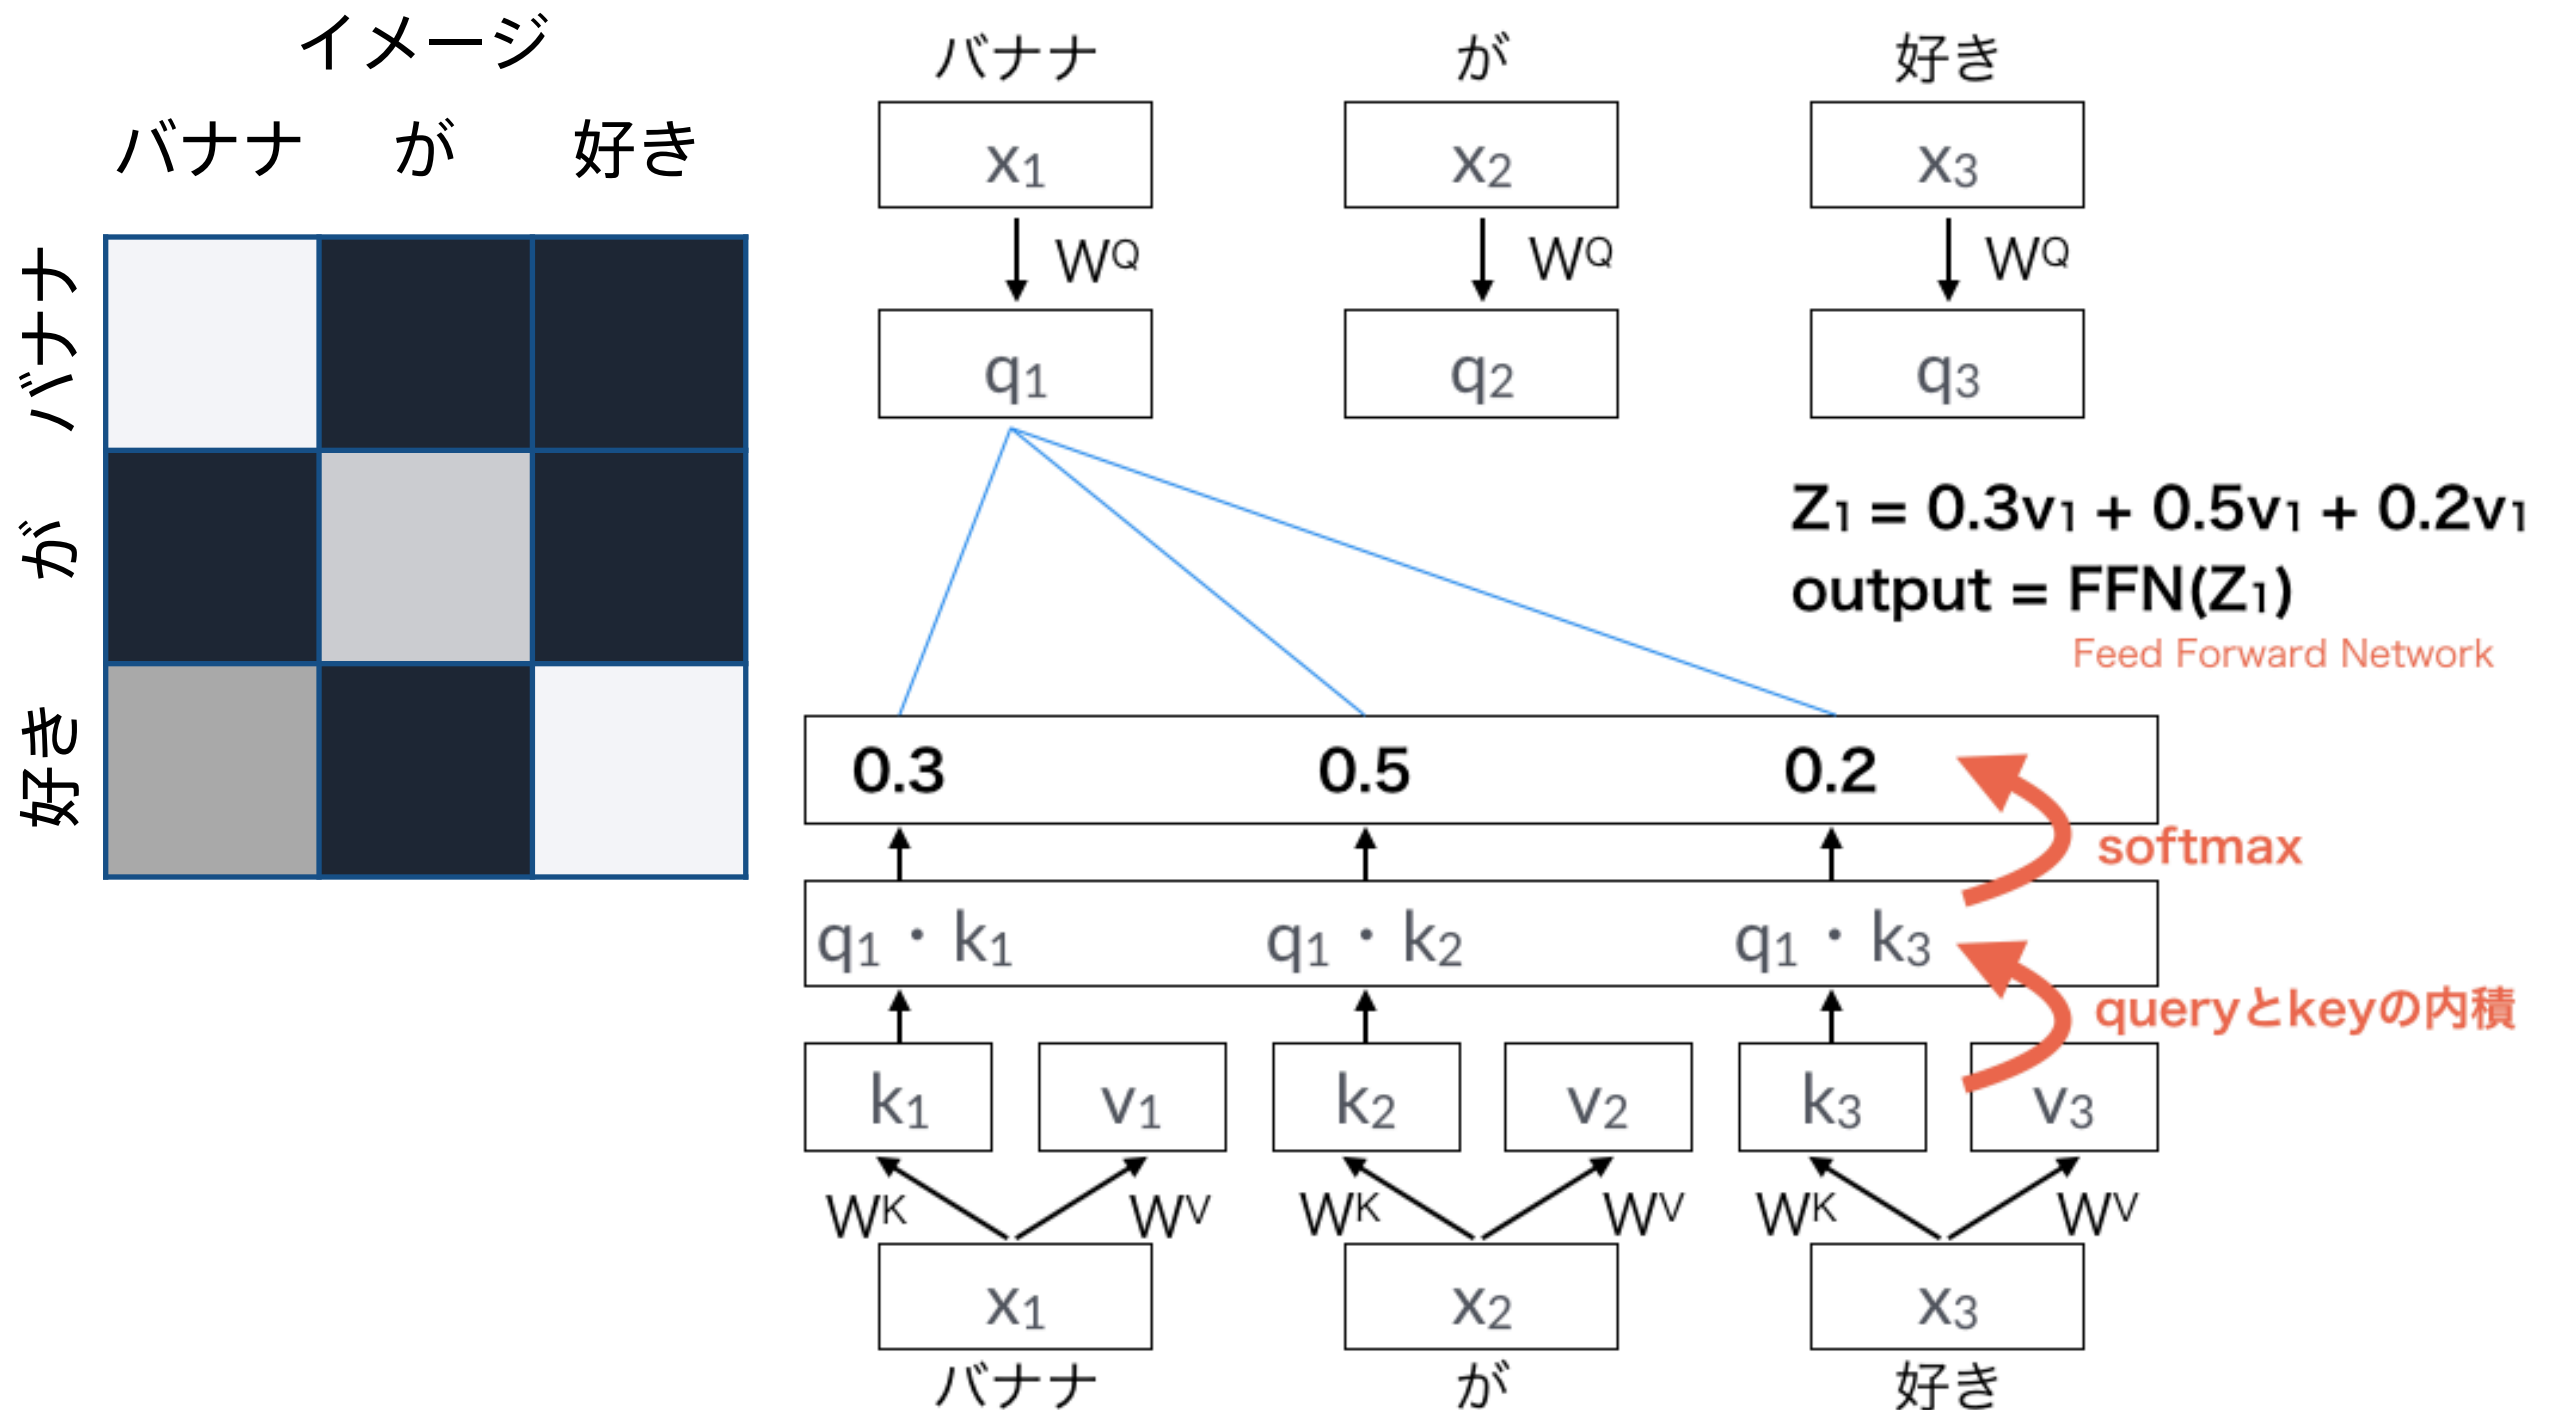 イメージ
バナナ が 好き
バナナ
が
好き
バナナ が 好き
x₁ x₂ x₃
Wᴼ Wᴼ Wᴼ
q₁ q₂ q₃
Z₁ = 0.3v₁ + 0.5v₁ + 0.2v₁
output = FFN(Z₁)
Feed Forward Network
0.3 0.5 0.2
softmax
q₁・k₁ q₁・k₂ q₁・k₃
queryとkeyの内積
k₁ v₁ k₂ v₂ k₃ v₃
Wᴷ Wⱽ Wᴷ Wⱽ Wᴷ Wⱽ
x₁ x₂ x₃
バナナ が 好き